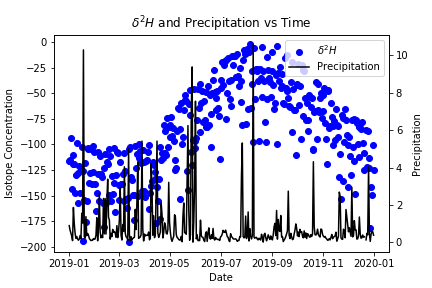 δ²H and Precipitation vs Time
0
−25
−50
−75
−100
−125
−150
−175
−200
Isotope Concentration
δ²H
Precipitation
10
8
6
4
2
0
Precipitation
2019-01 2019-03 2019-05 2019-07 2019-09 2019-11 2020-01
Date